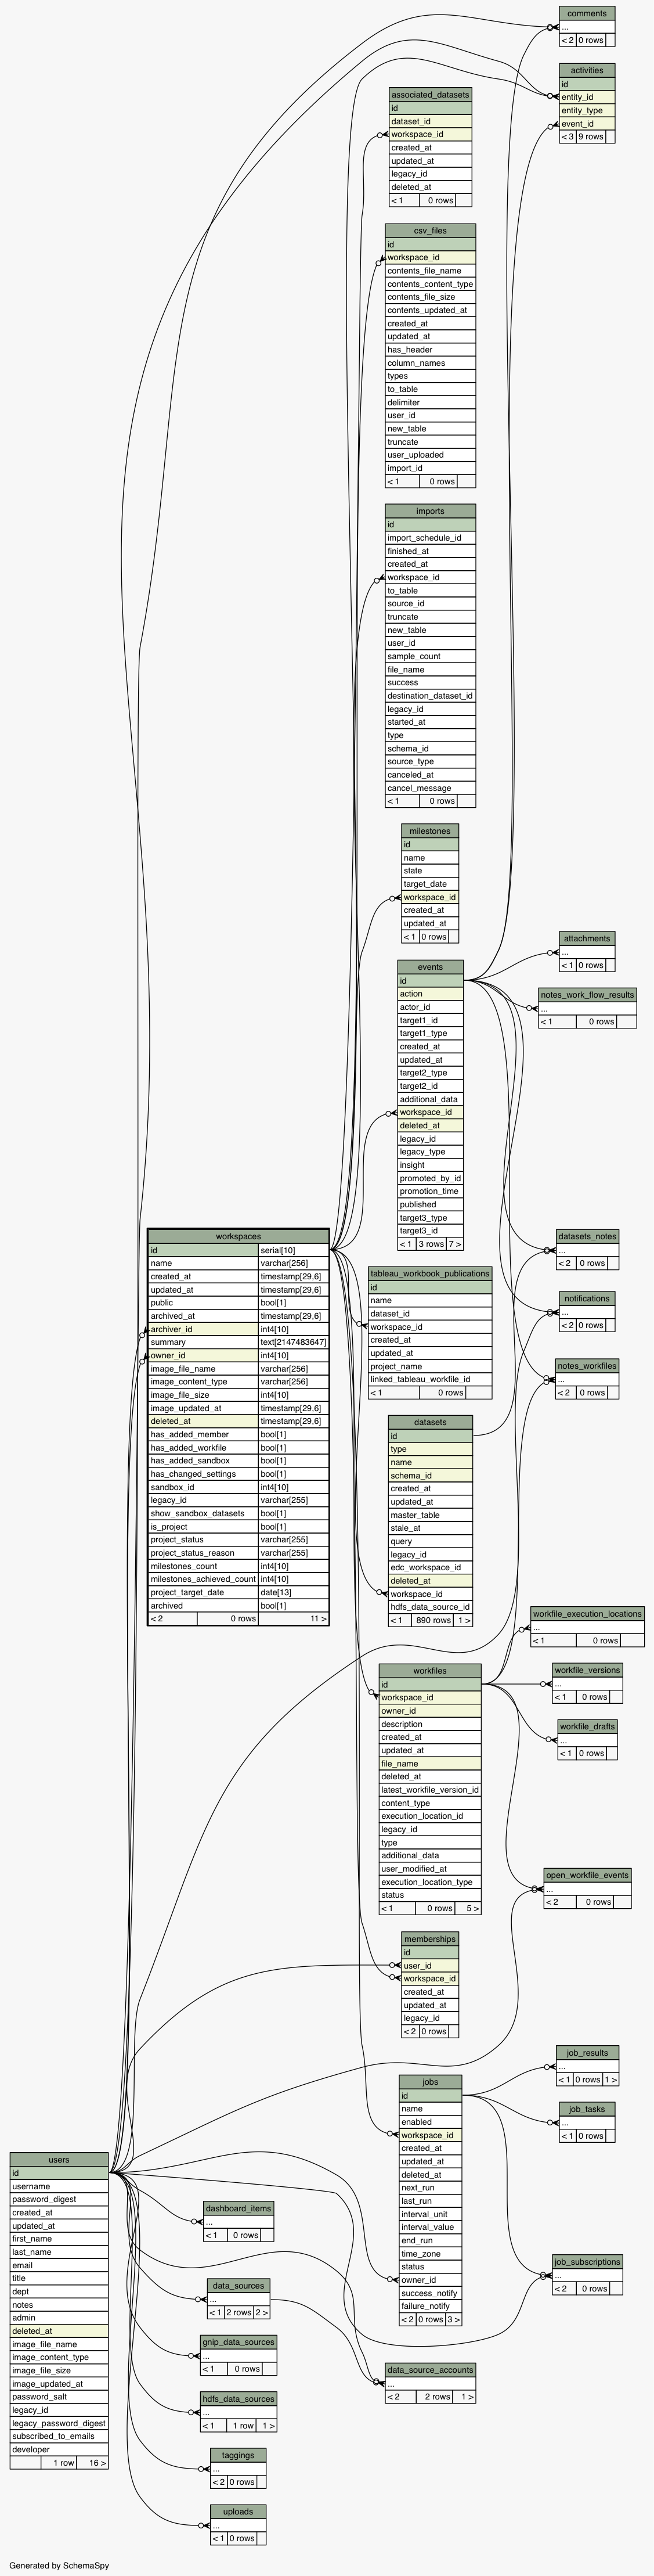 comments
...
< 2 0 rows
activities
id
entity_id
entity_type
event_id
< 3 9 rows
associated_datasets
id
dataset_id
workspace_id
created_at
updated_at
legacy_id
deleted_at
< 1 0 rows
csv_files
id
workspace_id
contents_file_name
contents_content_type
contents_file_size
contents_updated_at
created_at
updated_at
has_header
column_names
types
to_table
delimiter
user_id
new_table
truncate
user_uploaded
import_id
< 1 0 rows
imports
id
import_schedule_id
finished_at
created_at
workspace_id
to_table
source_id
truncate
new_table
user_id
sample_count
file_name
success
destination_dataset_id
legacy_id
started_at
type
schema_id
source_type
canceled_at
cancel_message
< 1 0 rows
milestones
id
name
state
target_date
workspace_id
created_at
updated_at
< 1 0 rows
attachments
...
< 1 0 rows
notes_work_flow_results
...
< 1 0 rows
events
id
action
actor_id
target1_id
target1_type
created_at
updated_at
target2_type
target2_id
additional_data
workspace_id
deleted_at
legacy_id
legacy_type
insight
promoted_by_id
promotion_time
published
target3_type
target3_id
< 1 3 rows 7 >
datasets_notes
...
< 2 0 rows
notifications
...
< 2 0 rows
notes_workfiles
...
< 2 0 rows
workspaces
id serial[10]
name varchar[256]
created_at timestamp[29,6]
updated_at timestamp[29,6]
public bool[1]
archived_at timestamp[29,6]
archiver_id int4[10]
summary text[2147483647]
owner_id int4[10]
image_file_name varchar[256]
image_content_type varchar[256]
image_file_size int4[10]
image_updated_at timestamp[29,6]
deleted_at timestamp[29,6]
has_added_member bool[1]
has_added_workfile bool[1]
has_added_sandbox bool[1]
has_changed_settings bool[1]
sandbox_id int4[10]
legacy_id varchar[255]
show_sandbox_datasets bool[1]
is_project bool[1]
project_status varchar[255]
project_status_reason varchar[255]
milestones_count int4[10]
milestones_achieved_count int4[10]
project_target_date date[13]
archived bool[1]
< 2 0 rows 11 >
tableau_workbook_publications
id
name
dataset_id
workspace_id
created_at
updated_at
project_name
linked_tableau_workfile_id
< 1 0 rows
datasets
id
type
name
schema_id
created_at
updated_at
master_table
stale_at
query
legacy_id
edc_workspace_id
deleted_at
workspace_id
hdfs_data_source_id
< 1 890 rows 1 >
workfile_execution_locations
...
< 1 0 rows
workfile_versions
...
< 1 0 rows
workfile_drafts
...
< 1 0 rows
workfiles
id
workspace_id
owner_id
description
created_at
updated_at
file_name
deleted_at
latest_workfile_version_id
content_type
execution_location_id
legacy_id
type
additional_data
user_modified_at
execution_location_type
status
< 1 0 rows 5 >
open_workfile_events
...
< 2 0 rows
memberships
id
user_id
workspace_id
created_at
updated_at
legacy_id
< 2 0 rows
job_results
...
< 1 0 rows 1 >
job_tasks
...
< 1 0 rows
jobs
id
name
enabled
workspace_id
created_at
updated_at
deleted_at
next_run
last_run
interval_unit
interval_value
end_run
time_zone
status
owner_id
success_notify
failure_notify
< 2 0 rows 3 >
job_subscriptions
...
< 2 0 rows
users
id
username
password_digest
created_at
updated_at
first_name
last_name
email
title
dept
notes
admin
deleted_at
image_file_name
image_content_type
image_file_size
image_updated_at
password_salt
legacy_id
legacy_password_digest
subscribed_to_emails
developer
1 row 16 >
dashboard_items
...
< 1 0 rows
data_sources
...
< 1 2 rows 2 >
gnip_data_sources
...
< 1 0 rows
data_source_accounts
...
< 2 2 rows 1 >
hdfs_data_sources
...
< 1 1 row 1 >
taggings
...
< 2 0 rows
uploads
...
< 1 0 rows
Generated by SchemaSpy